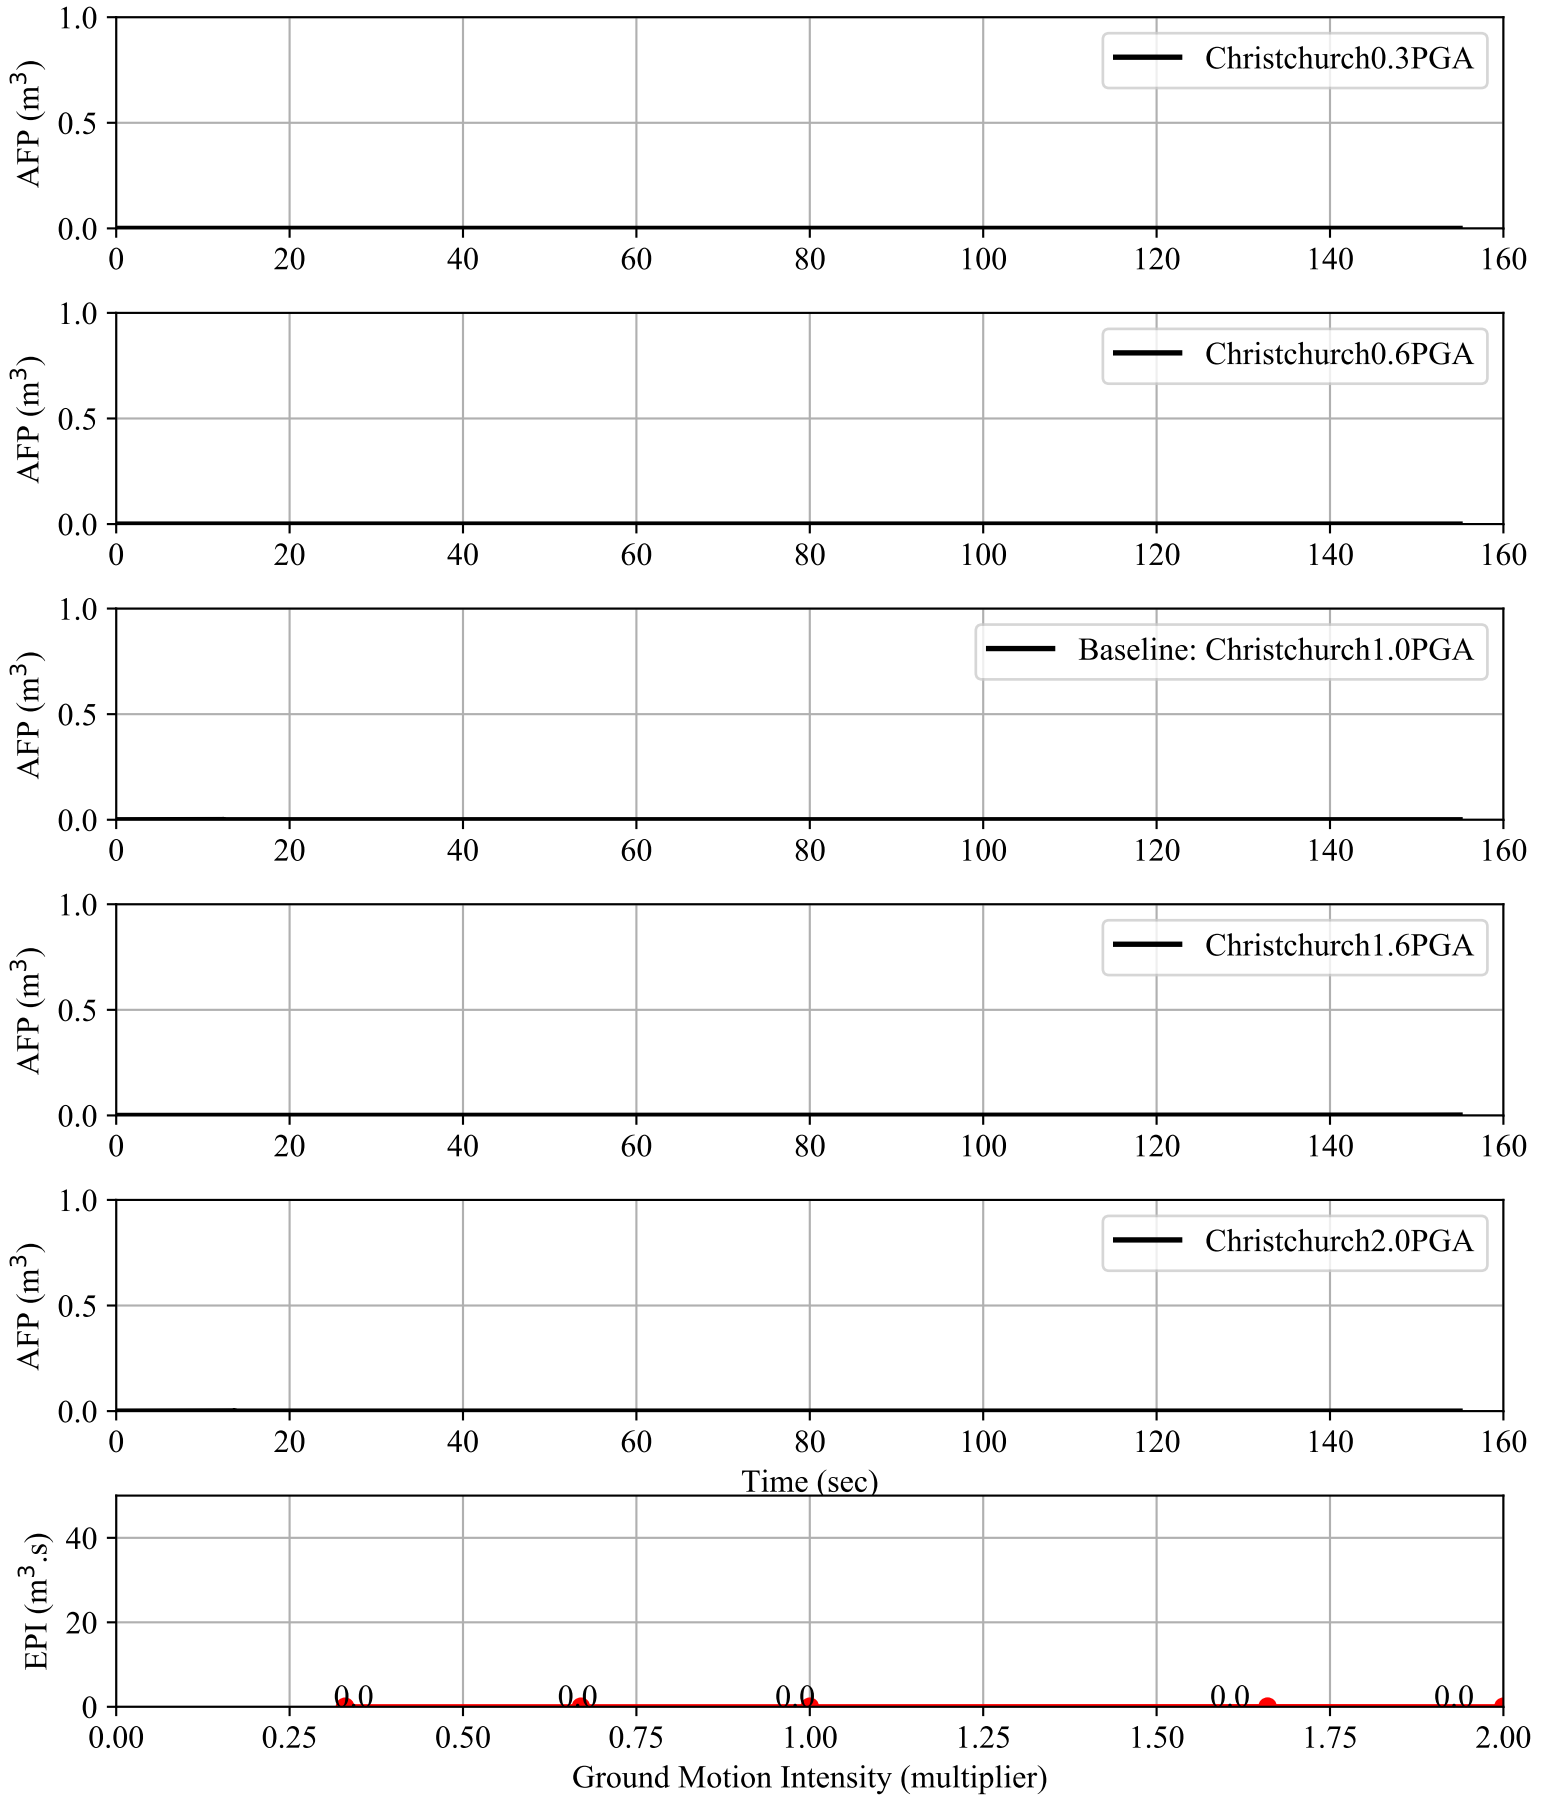 1.0
Christchurch0.3PGA
AFP (m³)
0.5
0.0
0 20 40 60 80 100 120 140 160
1.0
Christchurch0.6PGA
AFP (m³)
0.5
0.0
0 20 40 60 80 100 120 140 160
1.0
Baseline: Christchurch1.0PGA
AFP (m³)
0.5
0.0
0 20 40 60 80 100 120 140 160
1.0
Christchurch1.6PGA
AFP (m³)
0.5
0.0
0 20 40 60 80 100 120 140 160
1.0
Christchurch2.0PGA
AFP (m³)
0.5
0.0
0 20 40 60 80 100 120 140 160
Time (sec)
40
EPI (m³.s)
20
0.0 0.0 0.0 0.0 0.0
0
0.00 0.25 0.50 0.75 1.00 1.25 1.50 1.75 2.00
Ground Motion Intensity (multiplier)